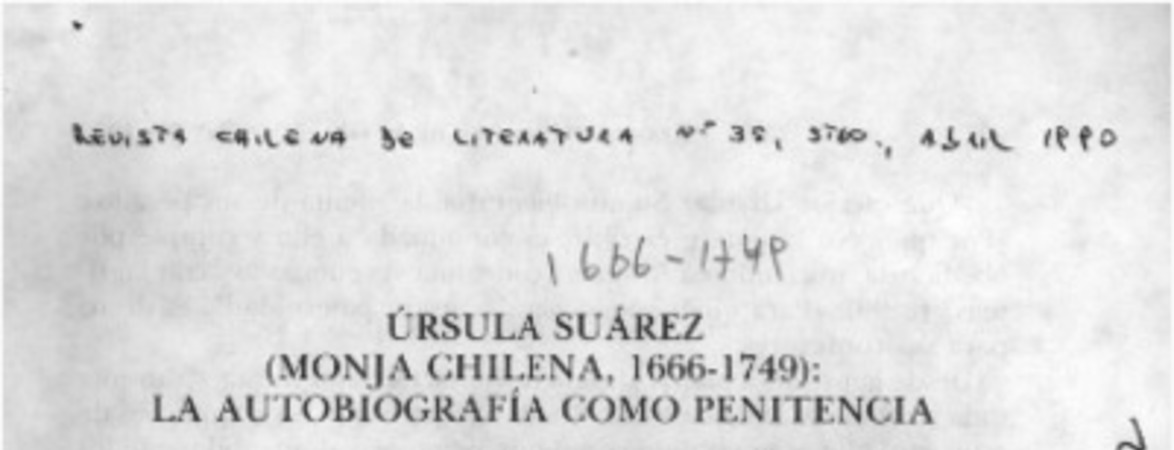 REVISTA CHILENA DE LITERATURA Nº 35, STGO., ABRIL 1990
1666-1749
ÚRSULA SUÁREZ
(MONJA CHILENA, 1666-1749):
LA AUTOBIOGRAFÍA COMO PENITENCIA